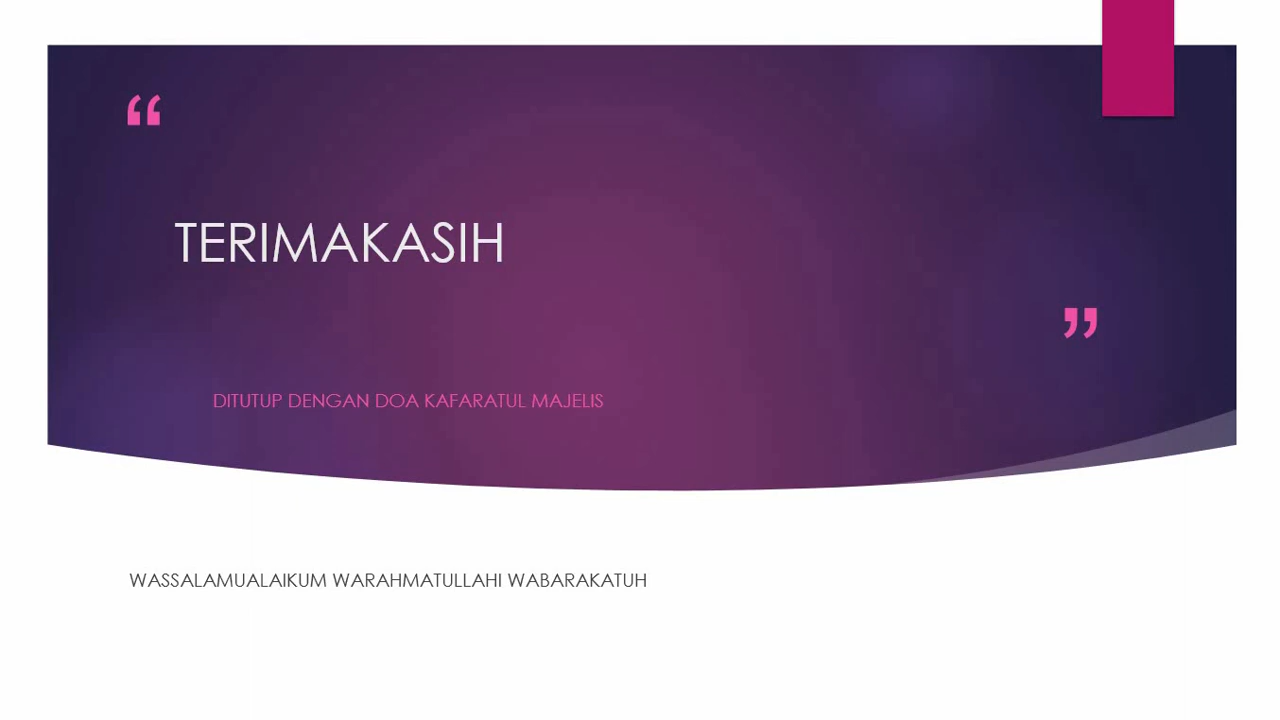 “
TERIMAKASIH
”
DITUTUP DENGAN DOA KAFARATUL MAJELIS
WASSALAMUALAIKUM WARAHMATULLAHI WABARAKATUH